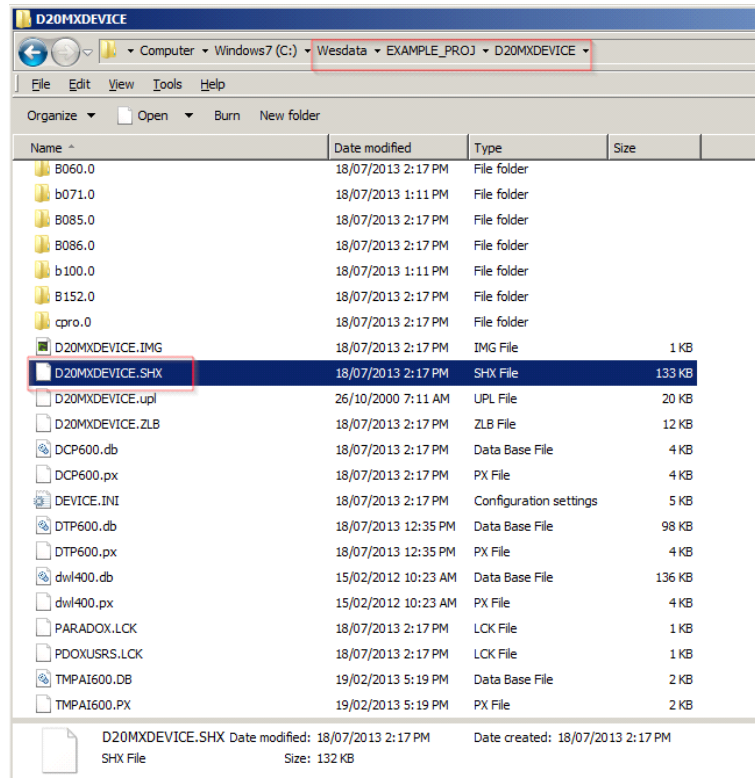 D20MXDEVICE
Computer Windows7 (C:) Wesdata EXAMPLE_PROJ D20MXDEVICE
File Edit View Tools Help
Organize Open Burn New folder
Name Date modified Type Size
B060.0 18/07/2013 2:17 PM File folder
b071.0 18/07/2013 1:11 PM File folder
B085.0 18/07/2013 2:17 PM File folder
B086.0 18/07/2013 2:17 PM File folder
b100.0 18/07/2013 1:11 PM File folder
B152.0 18/07/2013 2:17 PM File folder
cpro.0 18/07/2013 2:17 PM File folder
D20MXDEVICE.IMG 18/07/2013 2:17 PM IMG File 1 KB
D20MXDEVICE.SHX 18/07/2013 2:17 PM SHX File 133 KB
D20MXDEVICE.upl 26/10/2000 7:11 AM UPL File 20 KB
D20MXDEVICE.ZLB 18/07/2013 2:17 PM ZLB File 12 KB
DCP600.db 18/07/2013 2:17 PM Data Base File 4 KB
DCP600.px 18/07/2013 2:17 PM PX File 4 KB
DEVICE.INI 18/07/2013 2:17 PM Configuration settings 5 KB
DTP600.db 18/07/2013 12:35 PM Data Base File 98 KB
DTP600.px 18/07/2013 12:35 PM PX File 4 KB
dwl400.db 15/02/2012 10:23 AM Data Base File 136 KB
dwl400.px 15/02/2012 10:23 AM PX File 4 KB
PARADOX.LCK 18/07/2013 2:17 PM LCK File 1 KB
PDOXUSRS.LCK 18/07/2013 2:17 PM LCK File 1 KB
TMPAI600.DB 19/02/2013 5:19 PM Data Base File 2 KB
TMPAI600.PX 19/02/2013 5:19 PM PX File 2 KB
D20MXDEVICE.SHX Date modified: 18/07/2013 2:17 PM Date created: 18/07/2013 2:17 PM
SHX File Size: 132 KB